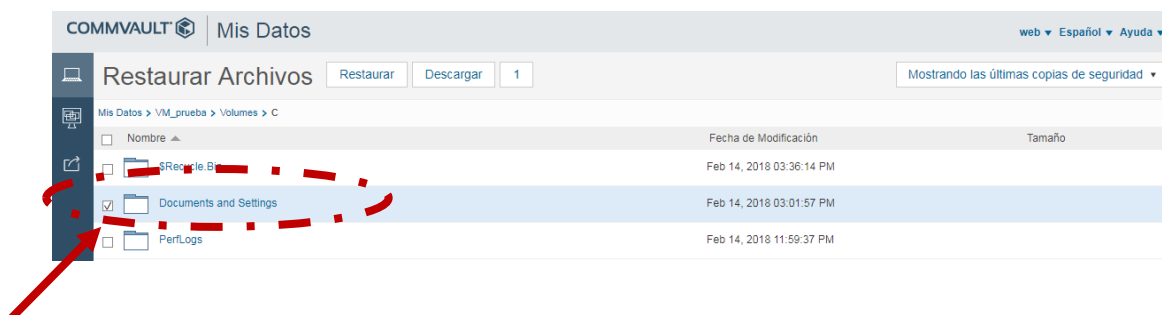 COMMVAULT Mis Datos web Español Ayuda
Restaurar Archivos Restaurar Descargar 1 Mostrando las últimas copias de seguridad
Mis Datos > VM_prueba > Volumes > C
Nombre Fecha de Modificación Tamaño
$Recycle.Bin Feb 14, 2018 03:36:14 PM
Documents and Settings Feb 14, 2018 03:01:57 PM
PerfLogs Feb 14, 2018 11:59:37 PM